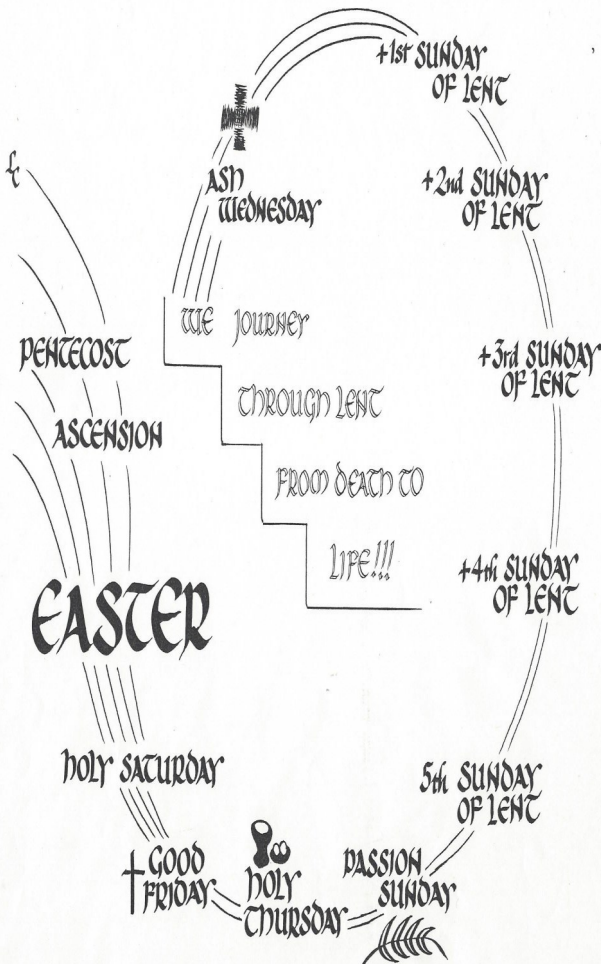 ASH
WEDNESDAY
+1st SUNDAY
OF LENT
+2nd SUNDAY
OF LENT
+3rd SUNDAY
OF LENT
+4th SUNDAY
OF LENT
5th SUNDAY
OF LENT
PASSION
SUNDAY
HOLY
THURSDAY
GOOD
FRIDAY
HOLY SATURDAY
EASTER
ASCENSION
PENTECOST
WE JOURNEY
THROUGH LENT
FROM DEATH TO
LIFE!!!